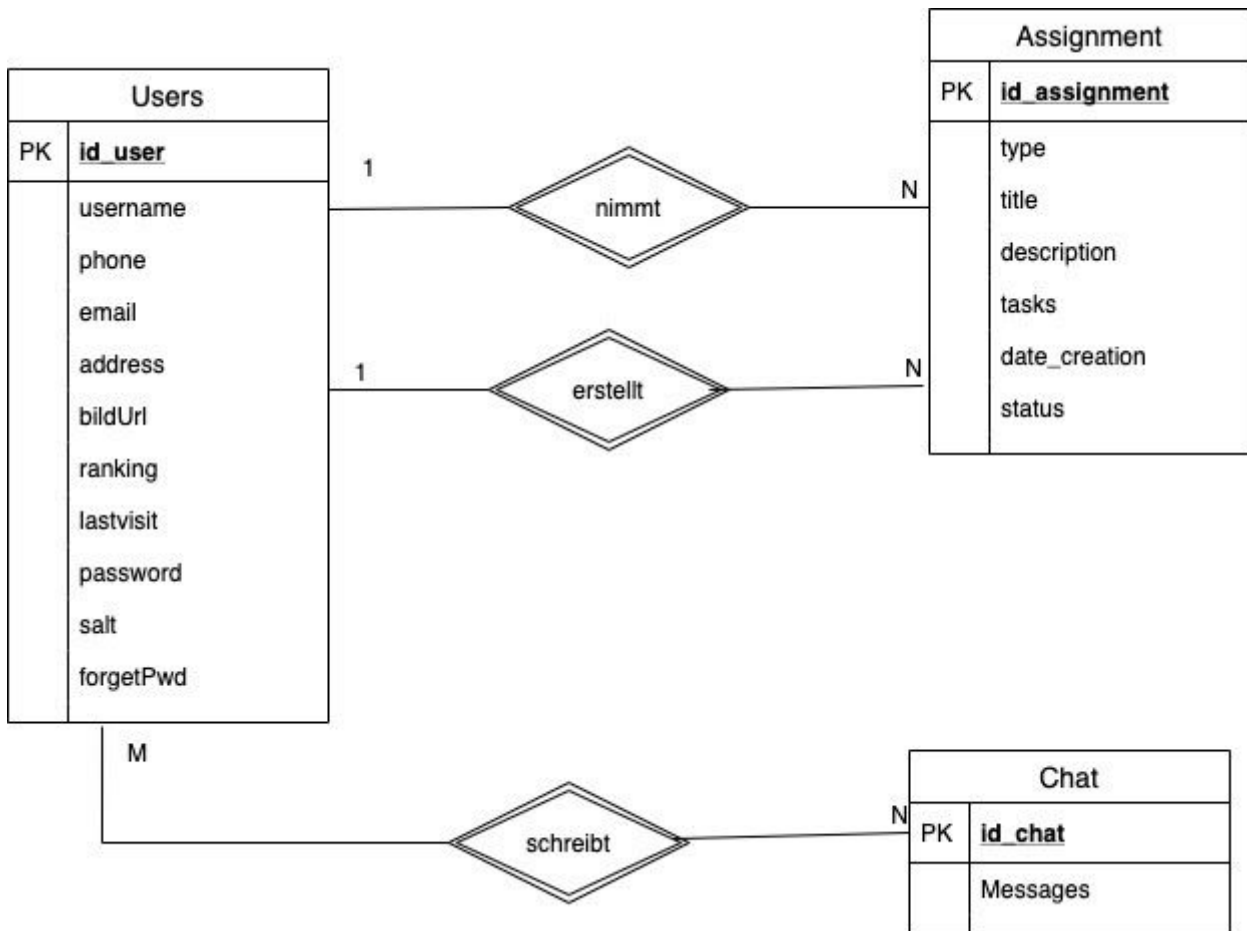 Users
PK id_user
username
phone
email
address
bildUrl
ranking
lastvisit
password
salt
forgetPwd
1
nimmt
N
1
erstellt
N
Assignment
PK id_assignment
type
title
description
tasks
date_creation
status
M
schreibt
N
Chat
PK id_chat
Messages